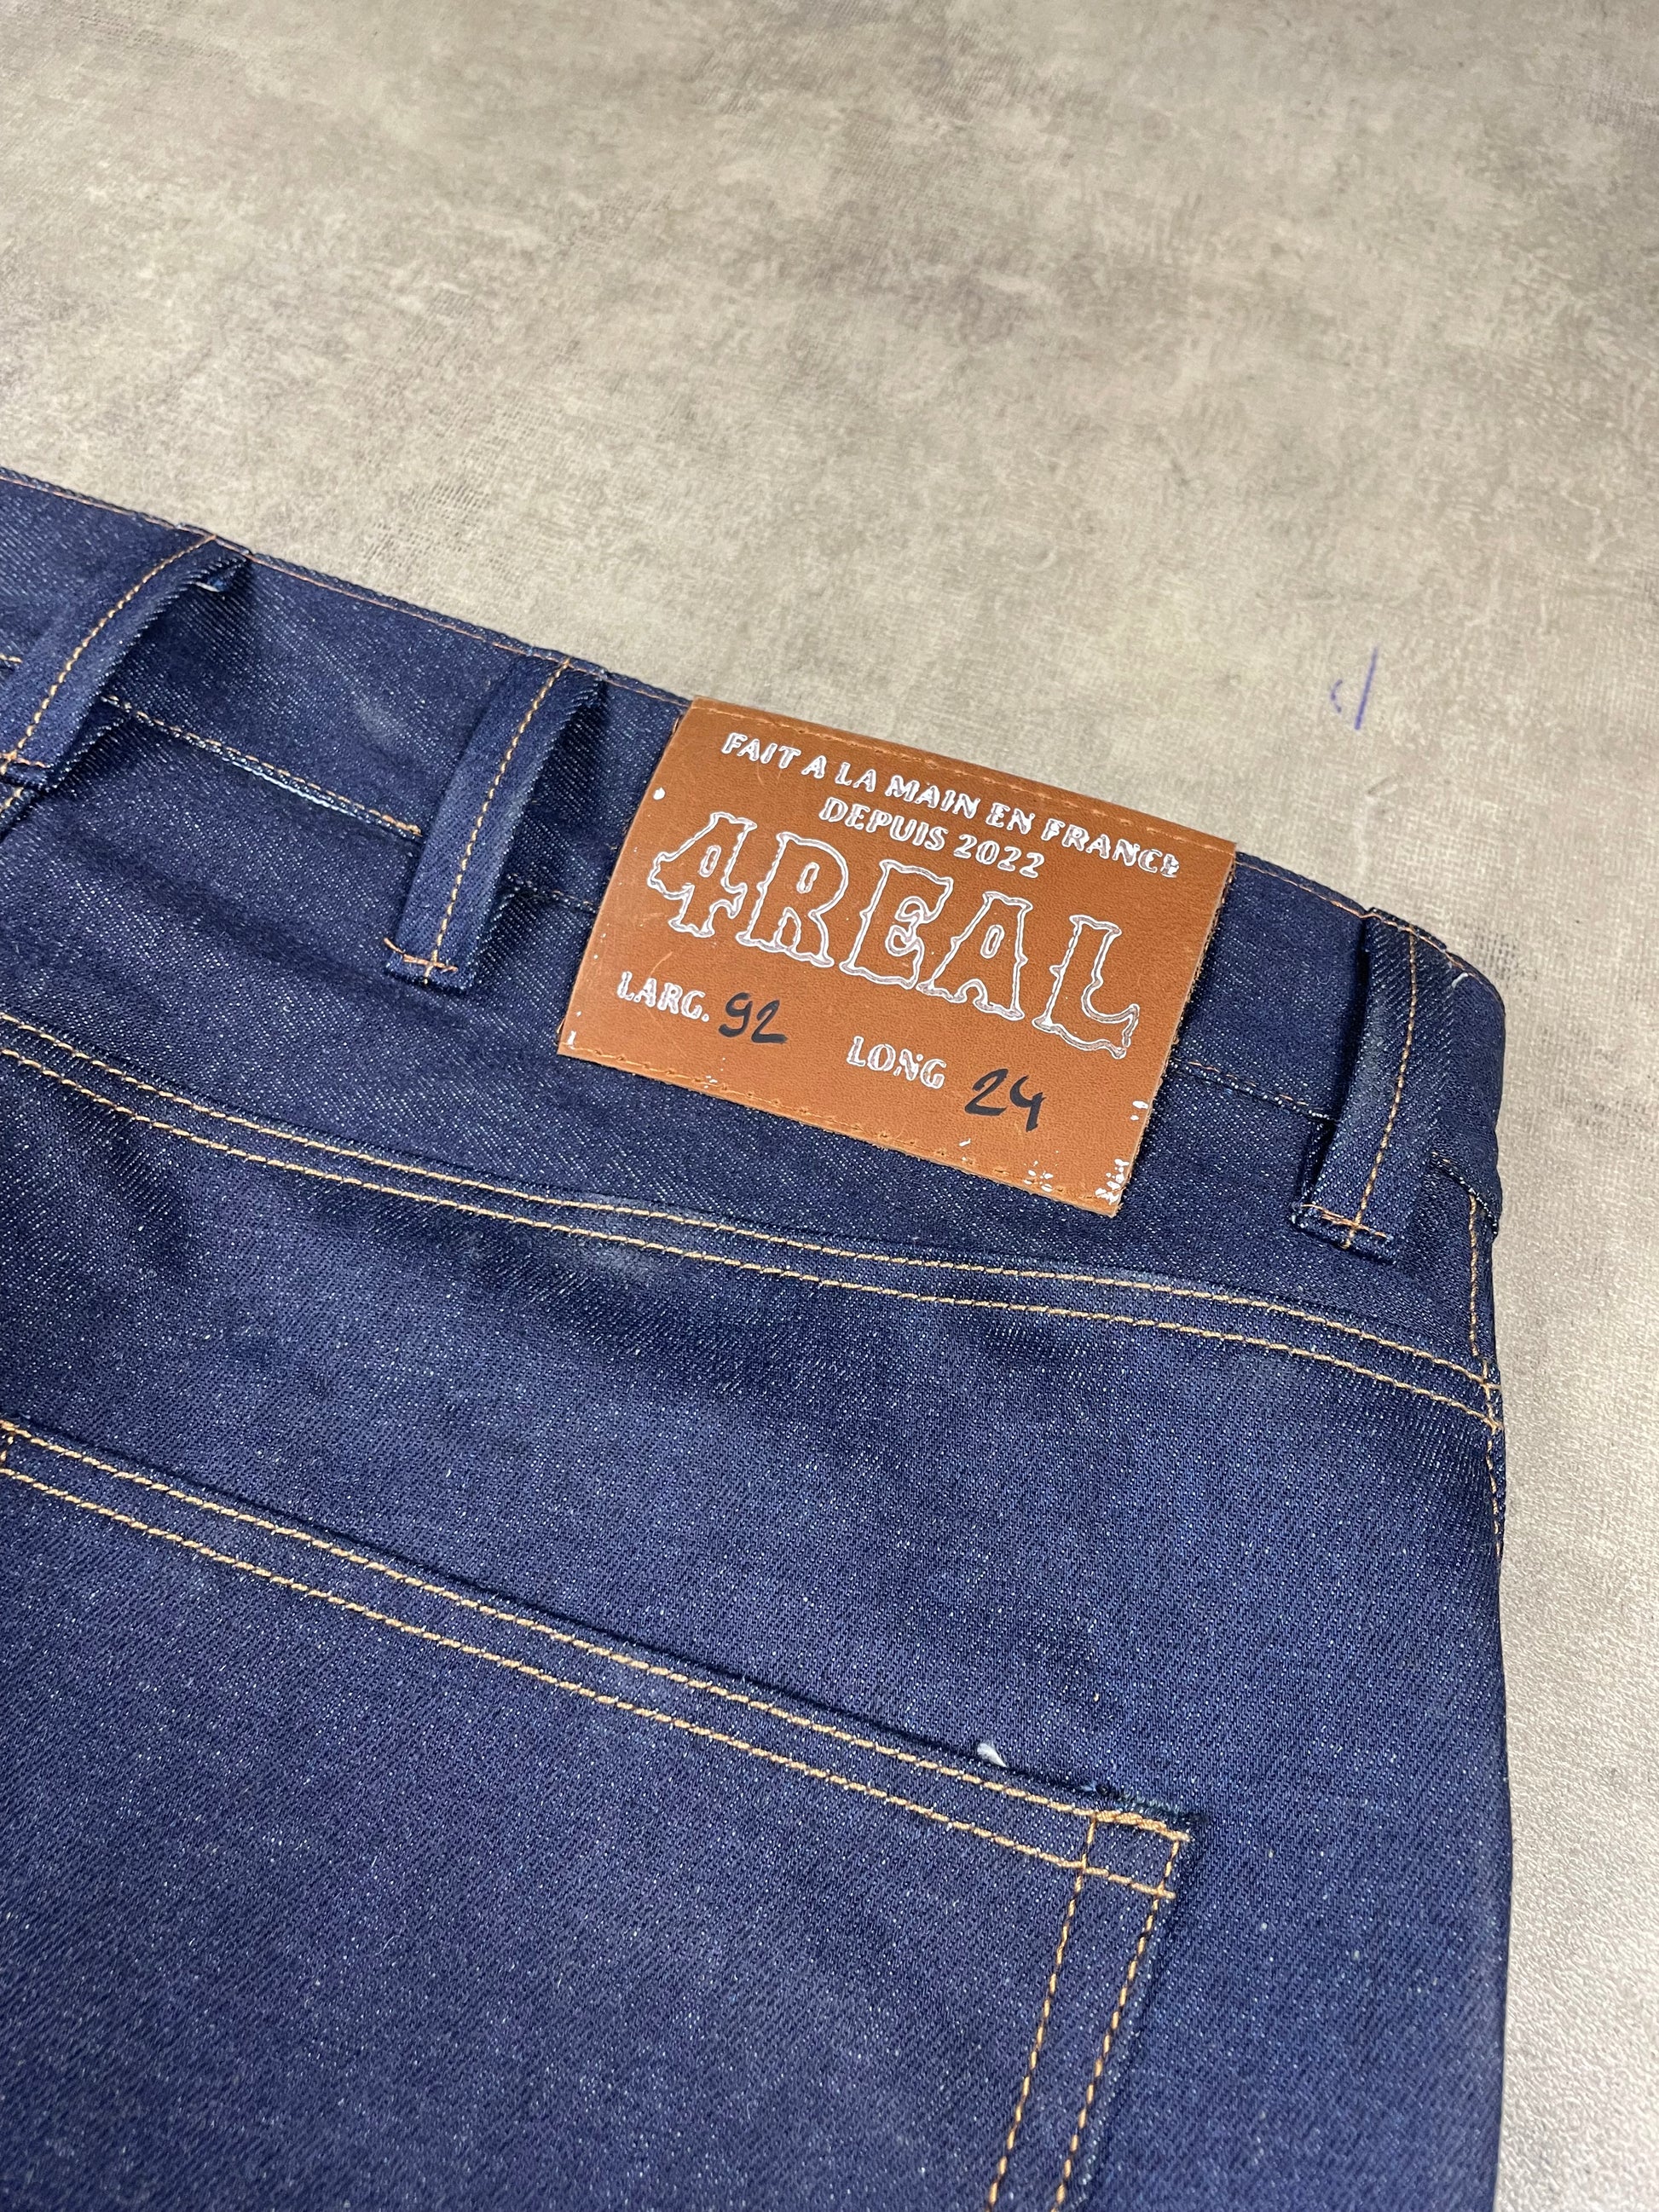 FAIT A LA MAIN EN FRANCE
DEPUIS 2022
4REAL
LARG. 92
LONG 24